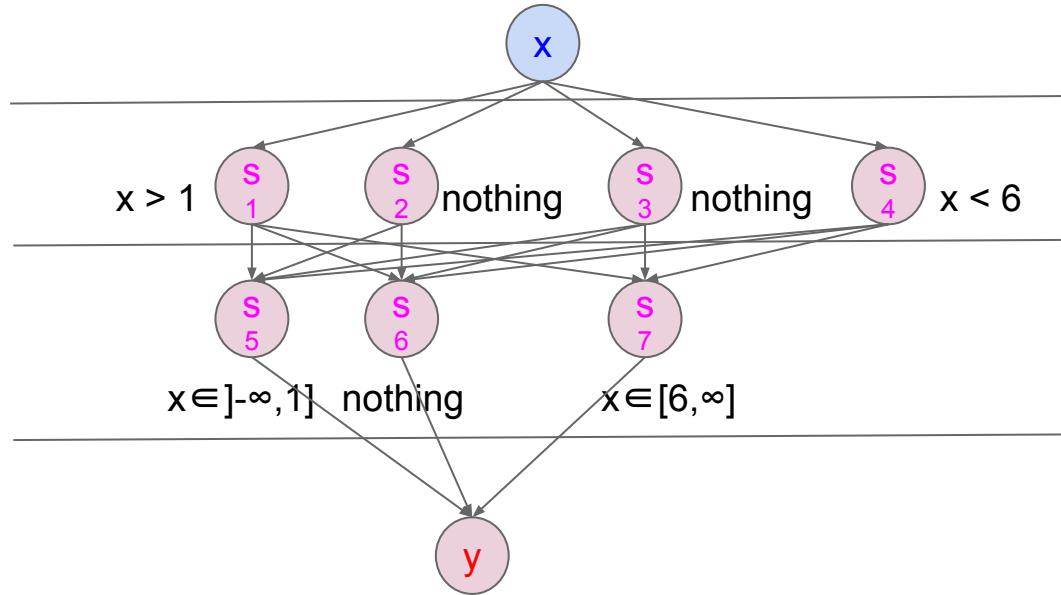 x
x > 1
s
1
s
2
nothing
s
3
nothing
s
4
x < 6
s
5
s
6
s
7
x∈]-∞,1]
nothing
x∈[6,∞]
y